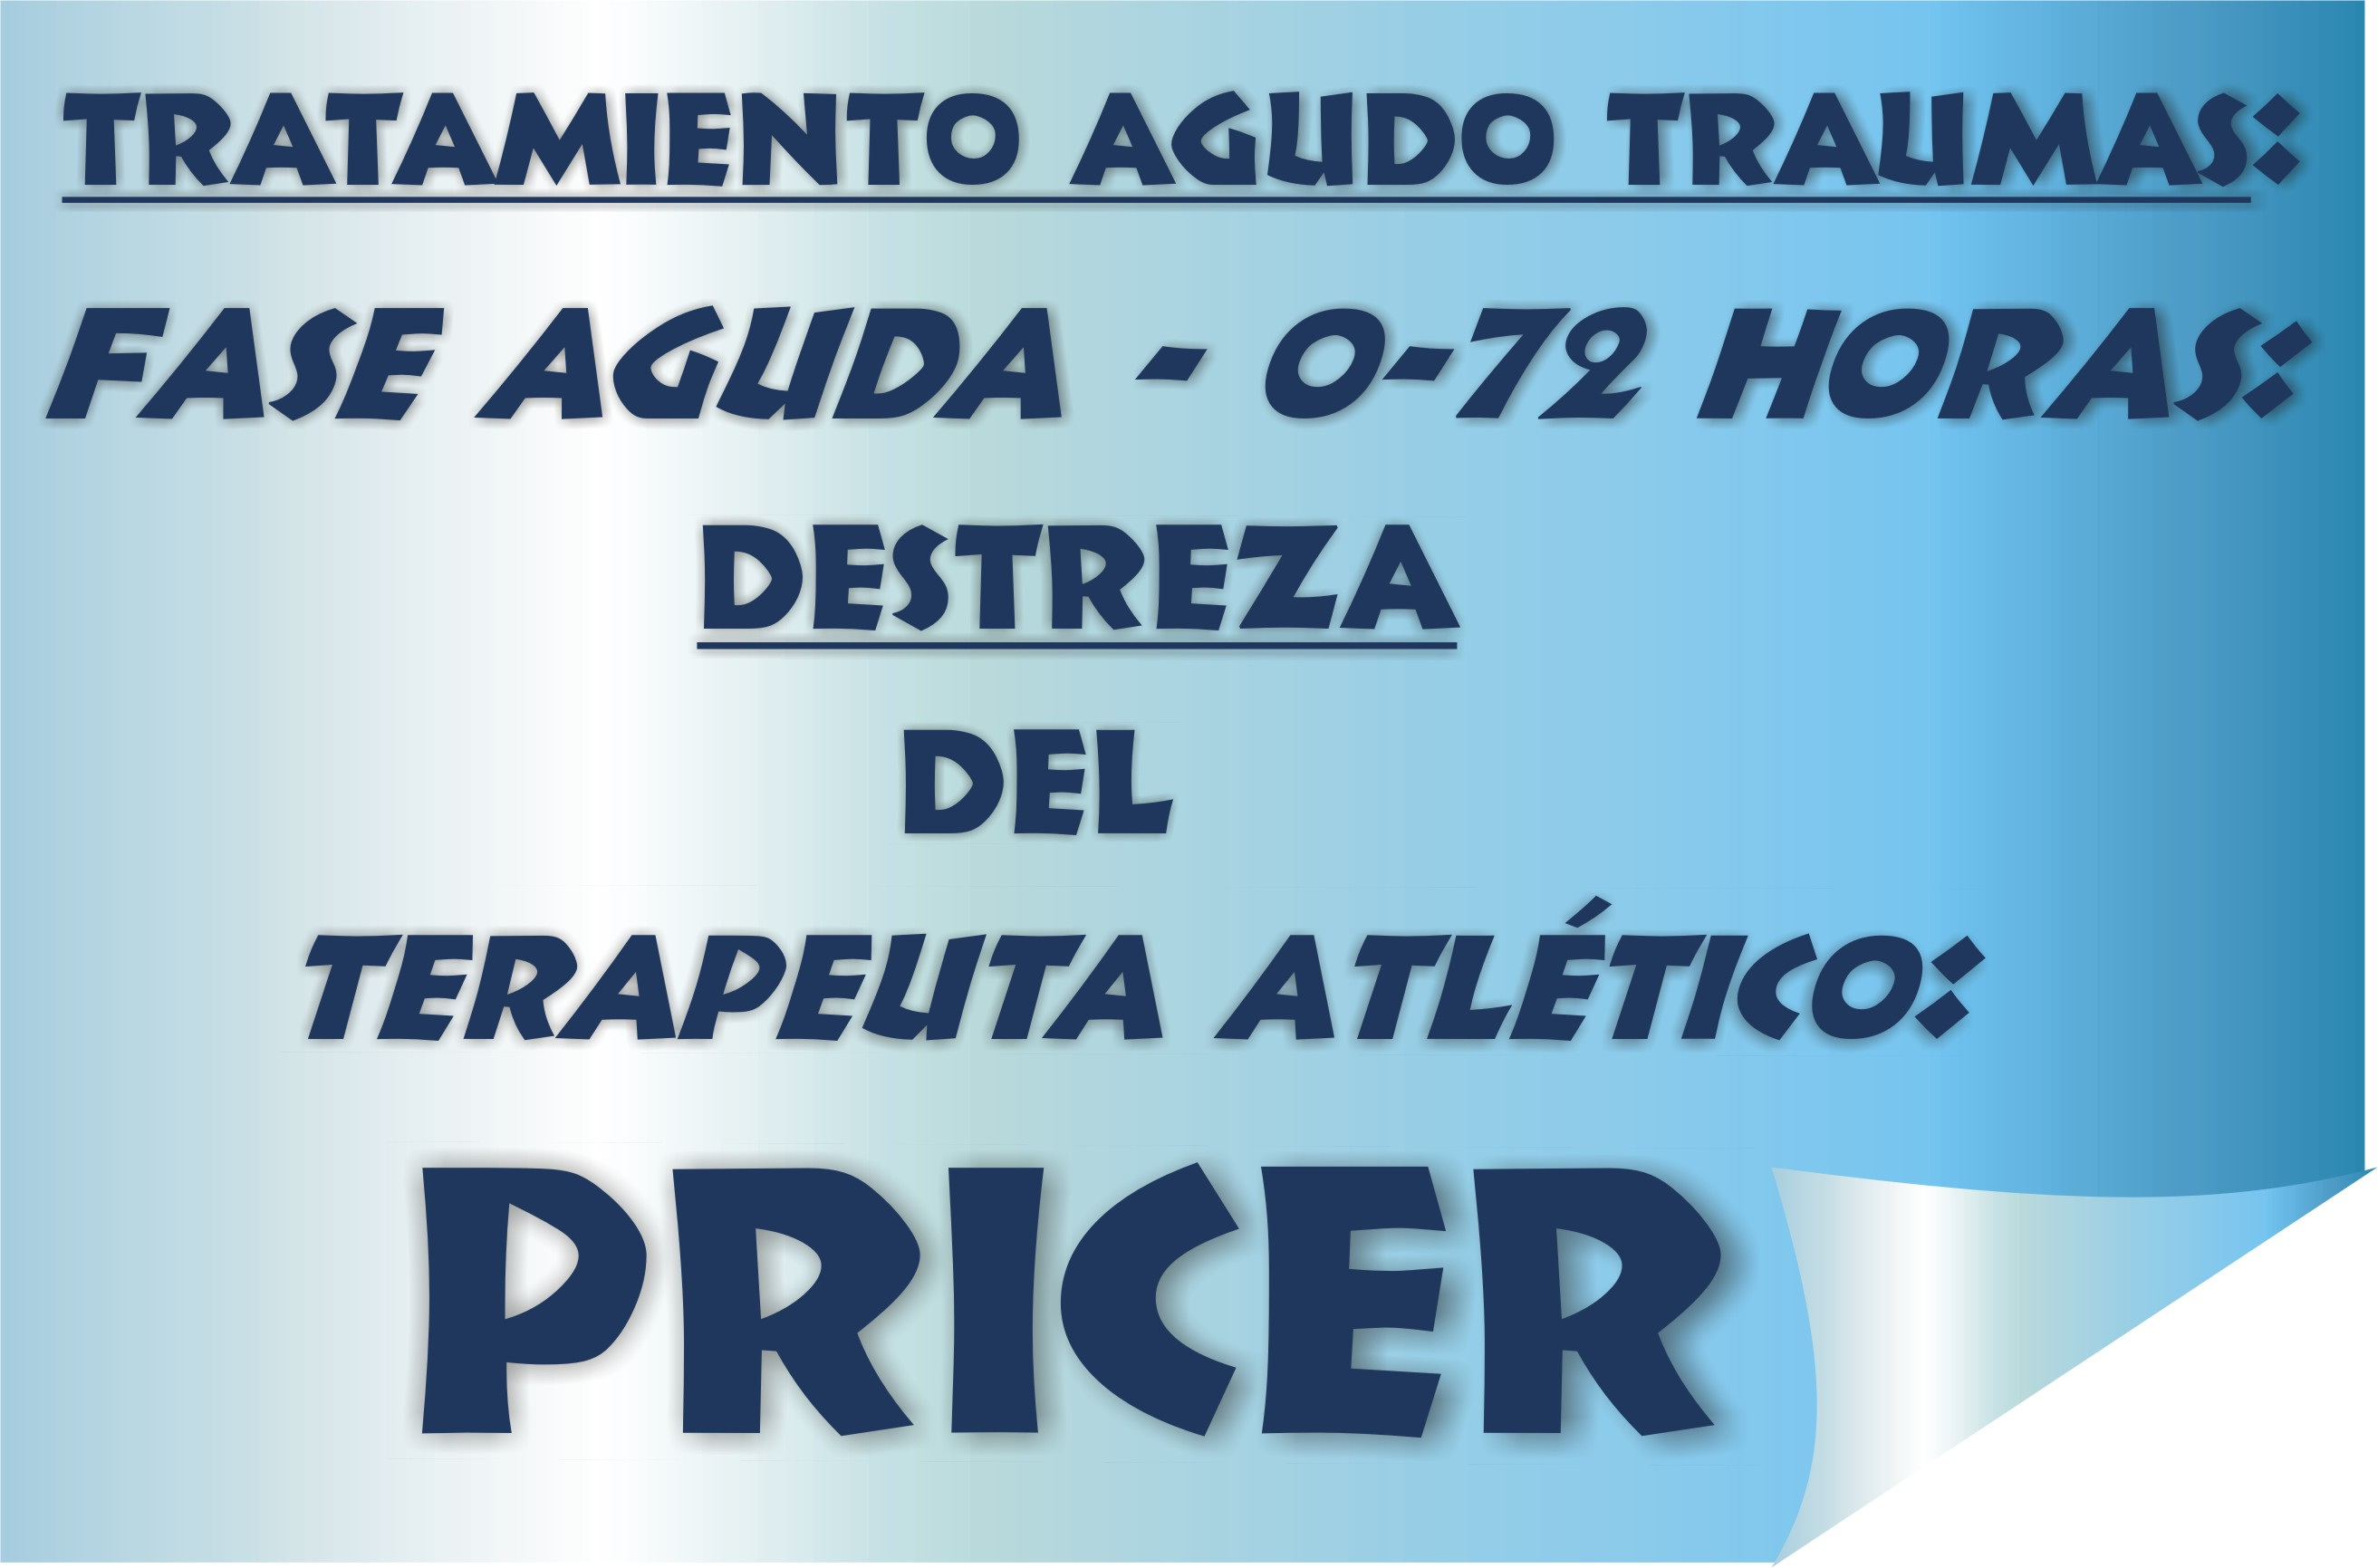 TRATAMIENTO AGUDO TRAUMAS:
FASE AGUDA - 0-72 HORAS:
DESTREZA
DEL
TERAPEUTA ATLÉTICO:
PRICER